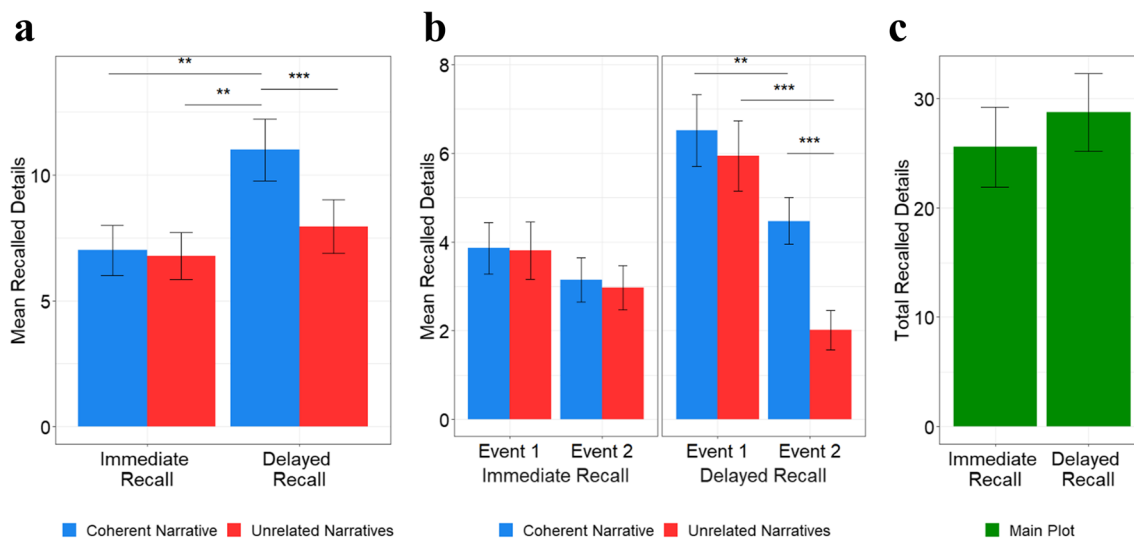 a
**
***
**
Mean Recalled Details
10
5
0
Immediate
Recall
Delayed
Recall
Coherent Narrative
Unrelated Narratives
b
Mean Recalled Details
8
6
4
2
0
**
***
***
Event 1
Event 2
Immediate Recall
Event 1
Event 2
Delayed Recall
Coherent Narrative
Unrelated Narratives
c
Total Recalled Details
30
20
10
0
Immediate
Recall
Delayed
Recall
Main Plot